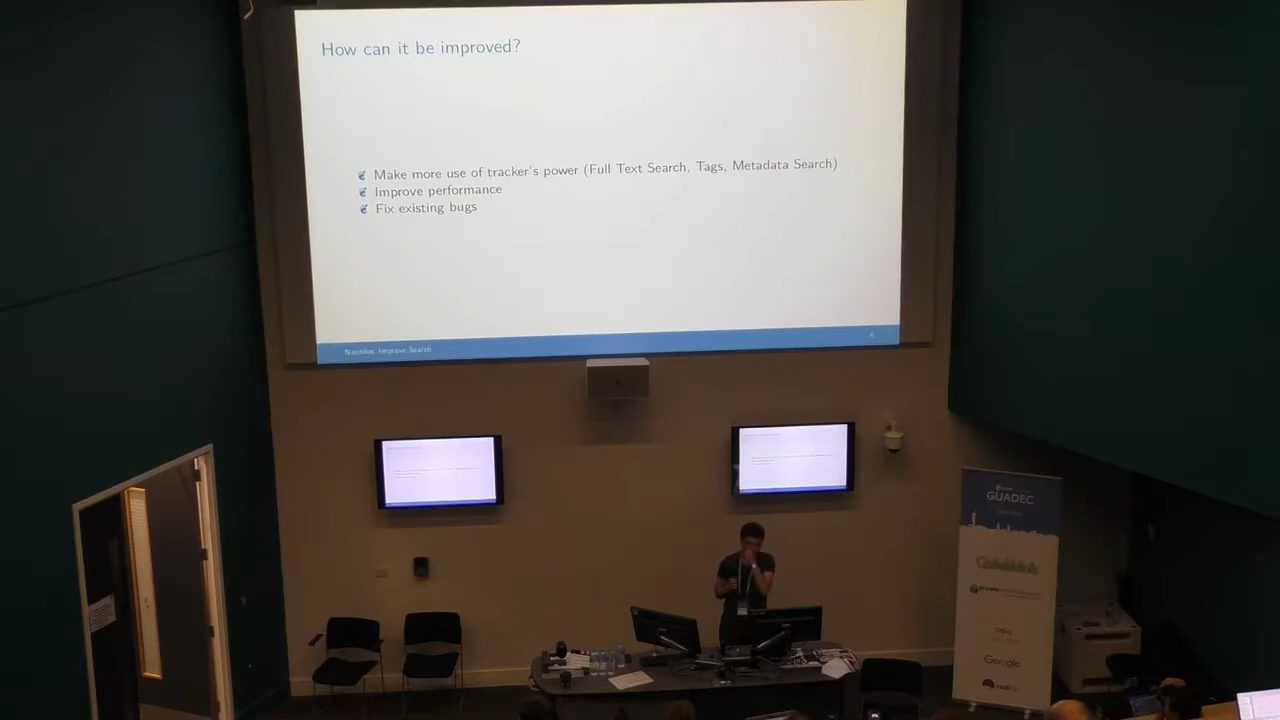 How can it be improved?
Make more use of tracker's power (Full Text Search, Tags, Metadata Search)
Improve performance
Fix existing bugs
Nautilus: Improve Search
4
GUADEC
Google